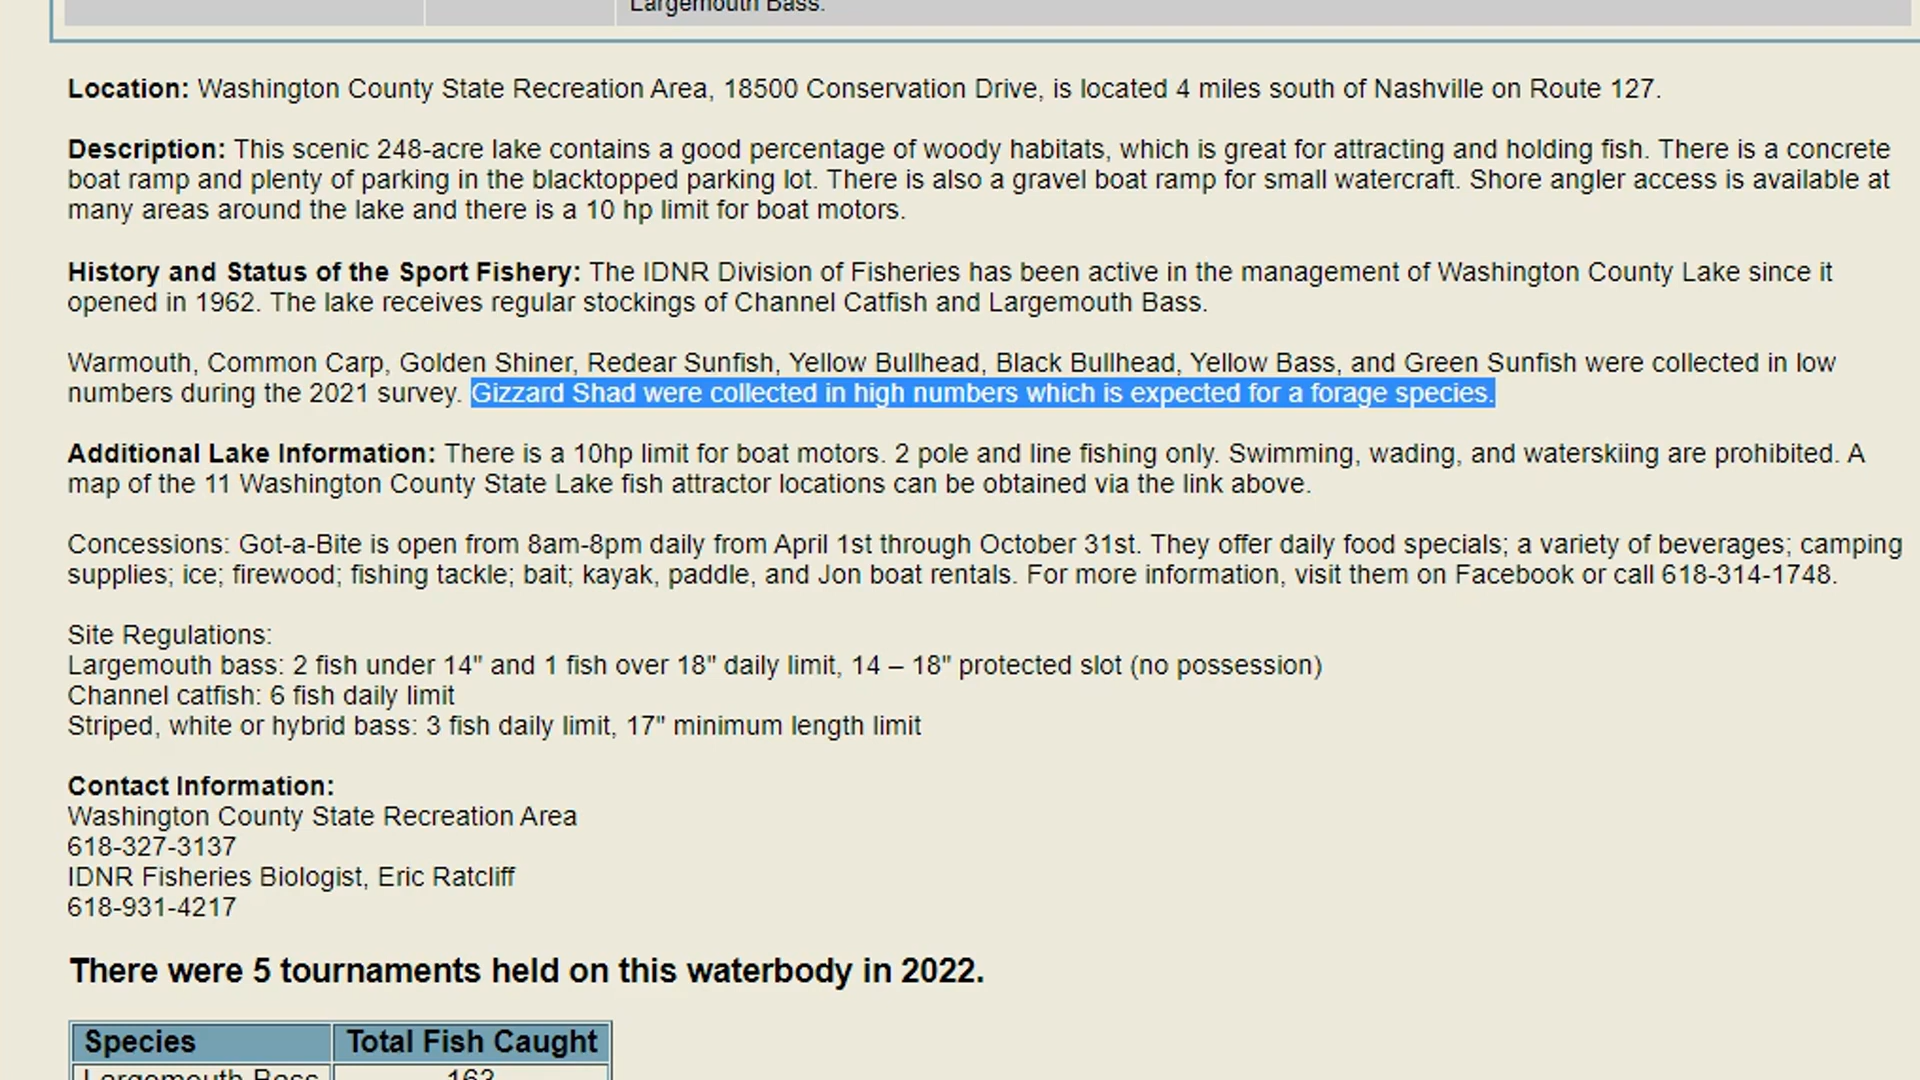 Largemouth Bass.
Location: Washington County State Recreation Area, 18500 Conservation Drive, is located 4 miles south of Nashville on Route 127.
Description: This scenic 248-acre lake contains a good percentage of woody habitats, which is great for attracting and holding fish. There is a concrete
boat ramp and plenty of parking in the blacktopped parking lot. There is also a gravel boat ramp for small watercraft. Shore angler access is available at
many areas around the lake and there is a 10 hp limit for boat motors.
History and Status of the Sport Fishery: The IDNR Division of Fisheries has been active in the management of Washington County Lake since it
opened in 1962. The lake receives regular stockings of Channel Catfish and Largemouth Bass.
Warmouth, Common Carp, Golden Shiner, Redear Sunfish, Yellow Bullhead, Black Bullhead, Yellow Bass, and Green Sunfish were collected in low
numbers during the 2021 survey. Gizzard Shad were collected in high numbers which is expected for a forage species.
Additional Lake Information: There is a 10hp limit for boat motors. 2 pole and line fishing only. Swimming, wading, and waterskiing are prohibited. A
map of the 11 Washington County State Lake fish attractor locations can be obtained via the link above.
Concessions: Got-a-Bite is open from 8am-8pm daily from April 1st through October 31st. They offer daily food specials; a variety of beverages; camping
supplies; ice; firewood; fishing tackle; bait; kayak, paddle, and Jon boat rentals. For more information, visit them on Facebook or call 618-314-1748.
Site Regulations:
Largemouth bass: 2 fish under 14" and 1 fish over 18" daily limit, 14 – 18" protected slot (no possession)
Channel catfish: 6 fish daily limit
Striped, white or hybrid bass: 3 fish daily limit, 17" minimum length limit
Contact Information:
Washington County State Recreation Area
618-327-3137
IDNR Fisheries Biologist, Eric Ratcliff
618-931-4217
There were 5 tournaments held on this waterbody in 2022.
Species Total Fish Caught
Largemouth Bass 163